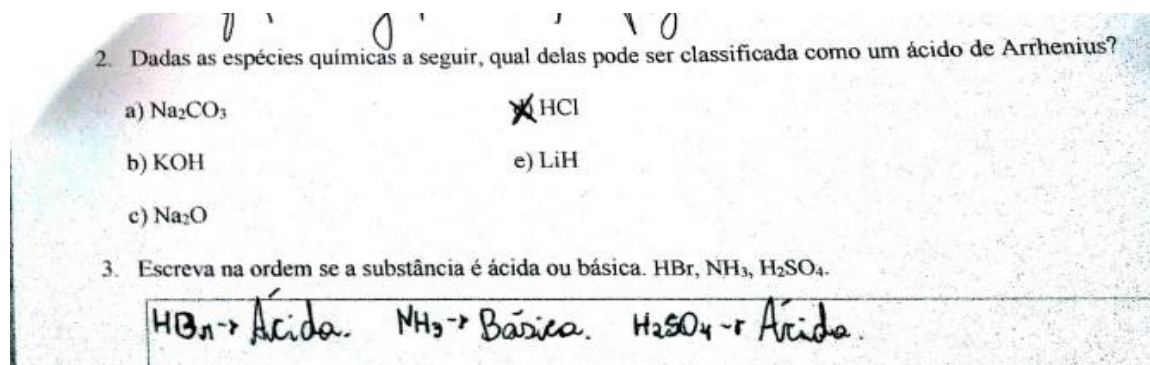 2. Dadas as espécies químicas a seguir, qual delas pode ser classificada como um ácido de Arrhenius?
a) Na₂CO₃
HCl
b) KOH
e) LiH
c) Na₂O
3. Escreva na ordem se a substância é ácida ou básica. HBr, NH₃, H₂SO₄.
HBr→ Ácida. NH₃→ Básica. H₂SO₄→ Ácida.